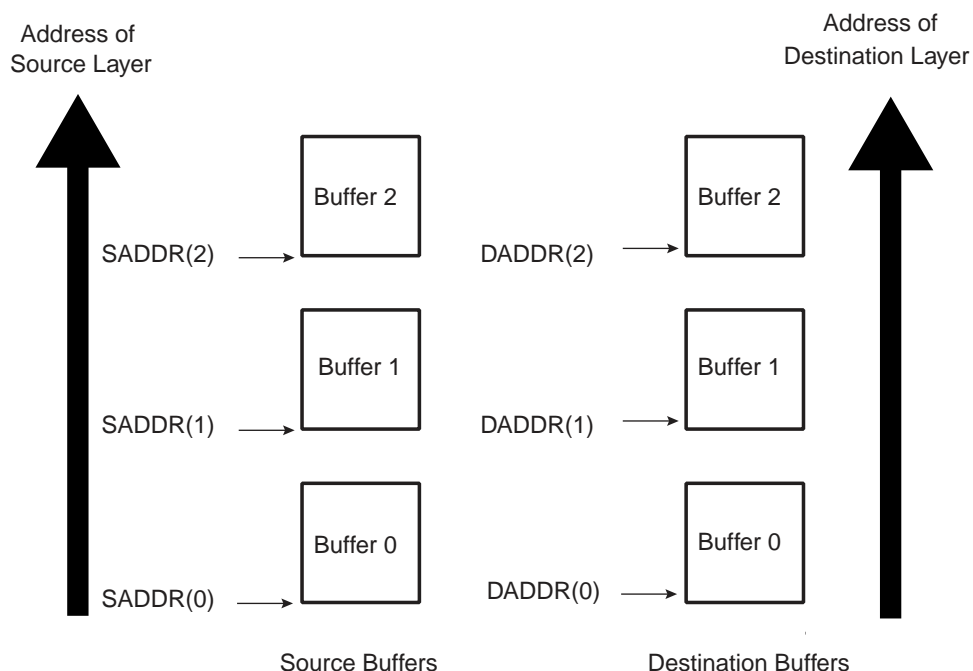 Address of
Source Layer
Address of
Destination Layer
Buffer 2
Buffer 2
SADDR(2)
DADDR(2)
Buffer 1
Buffer 1
SADDR(1)
DADDR(1)
Buffer 0
Buffer 0
SADDR(0)
DADDR(0)
Source Buffers
Destination Buffers